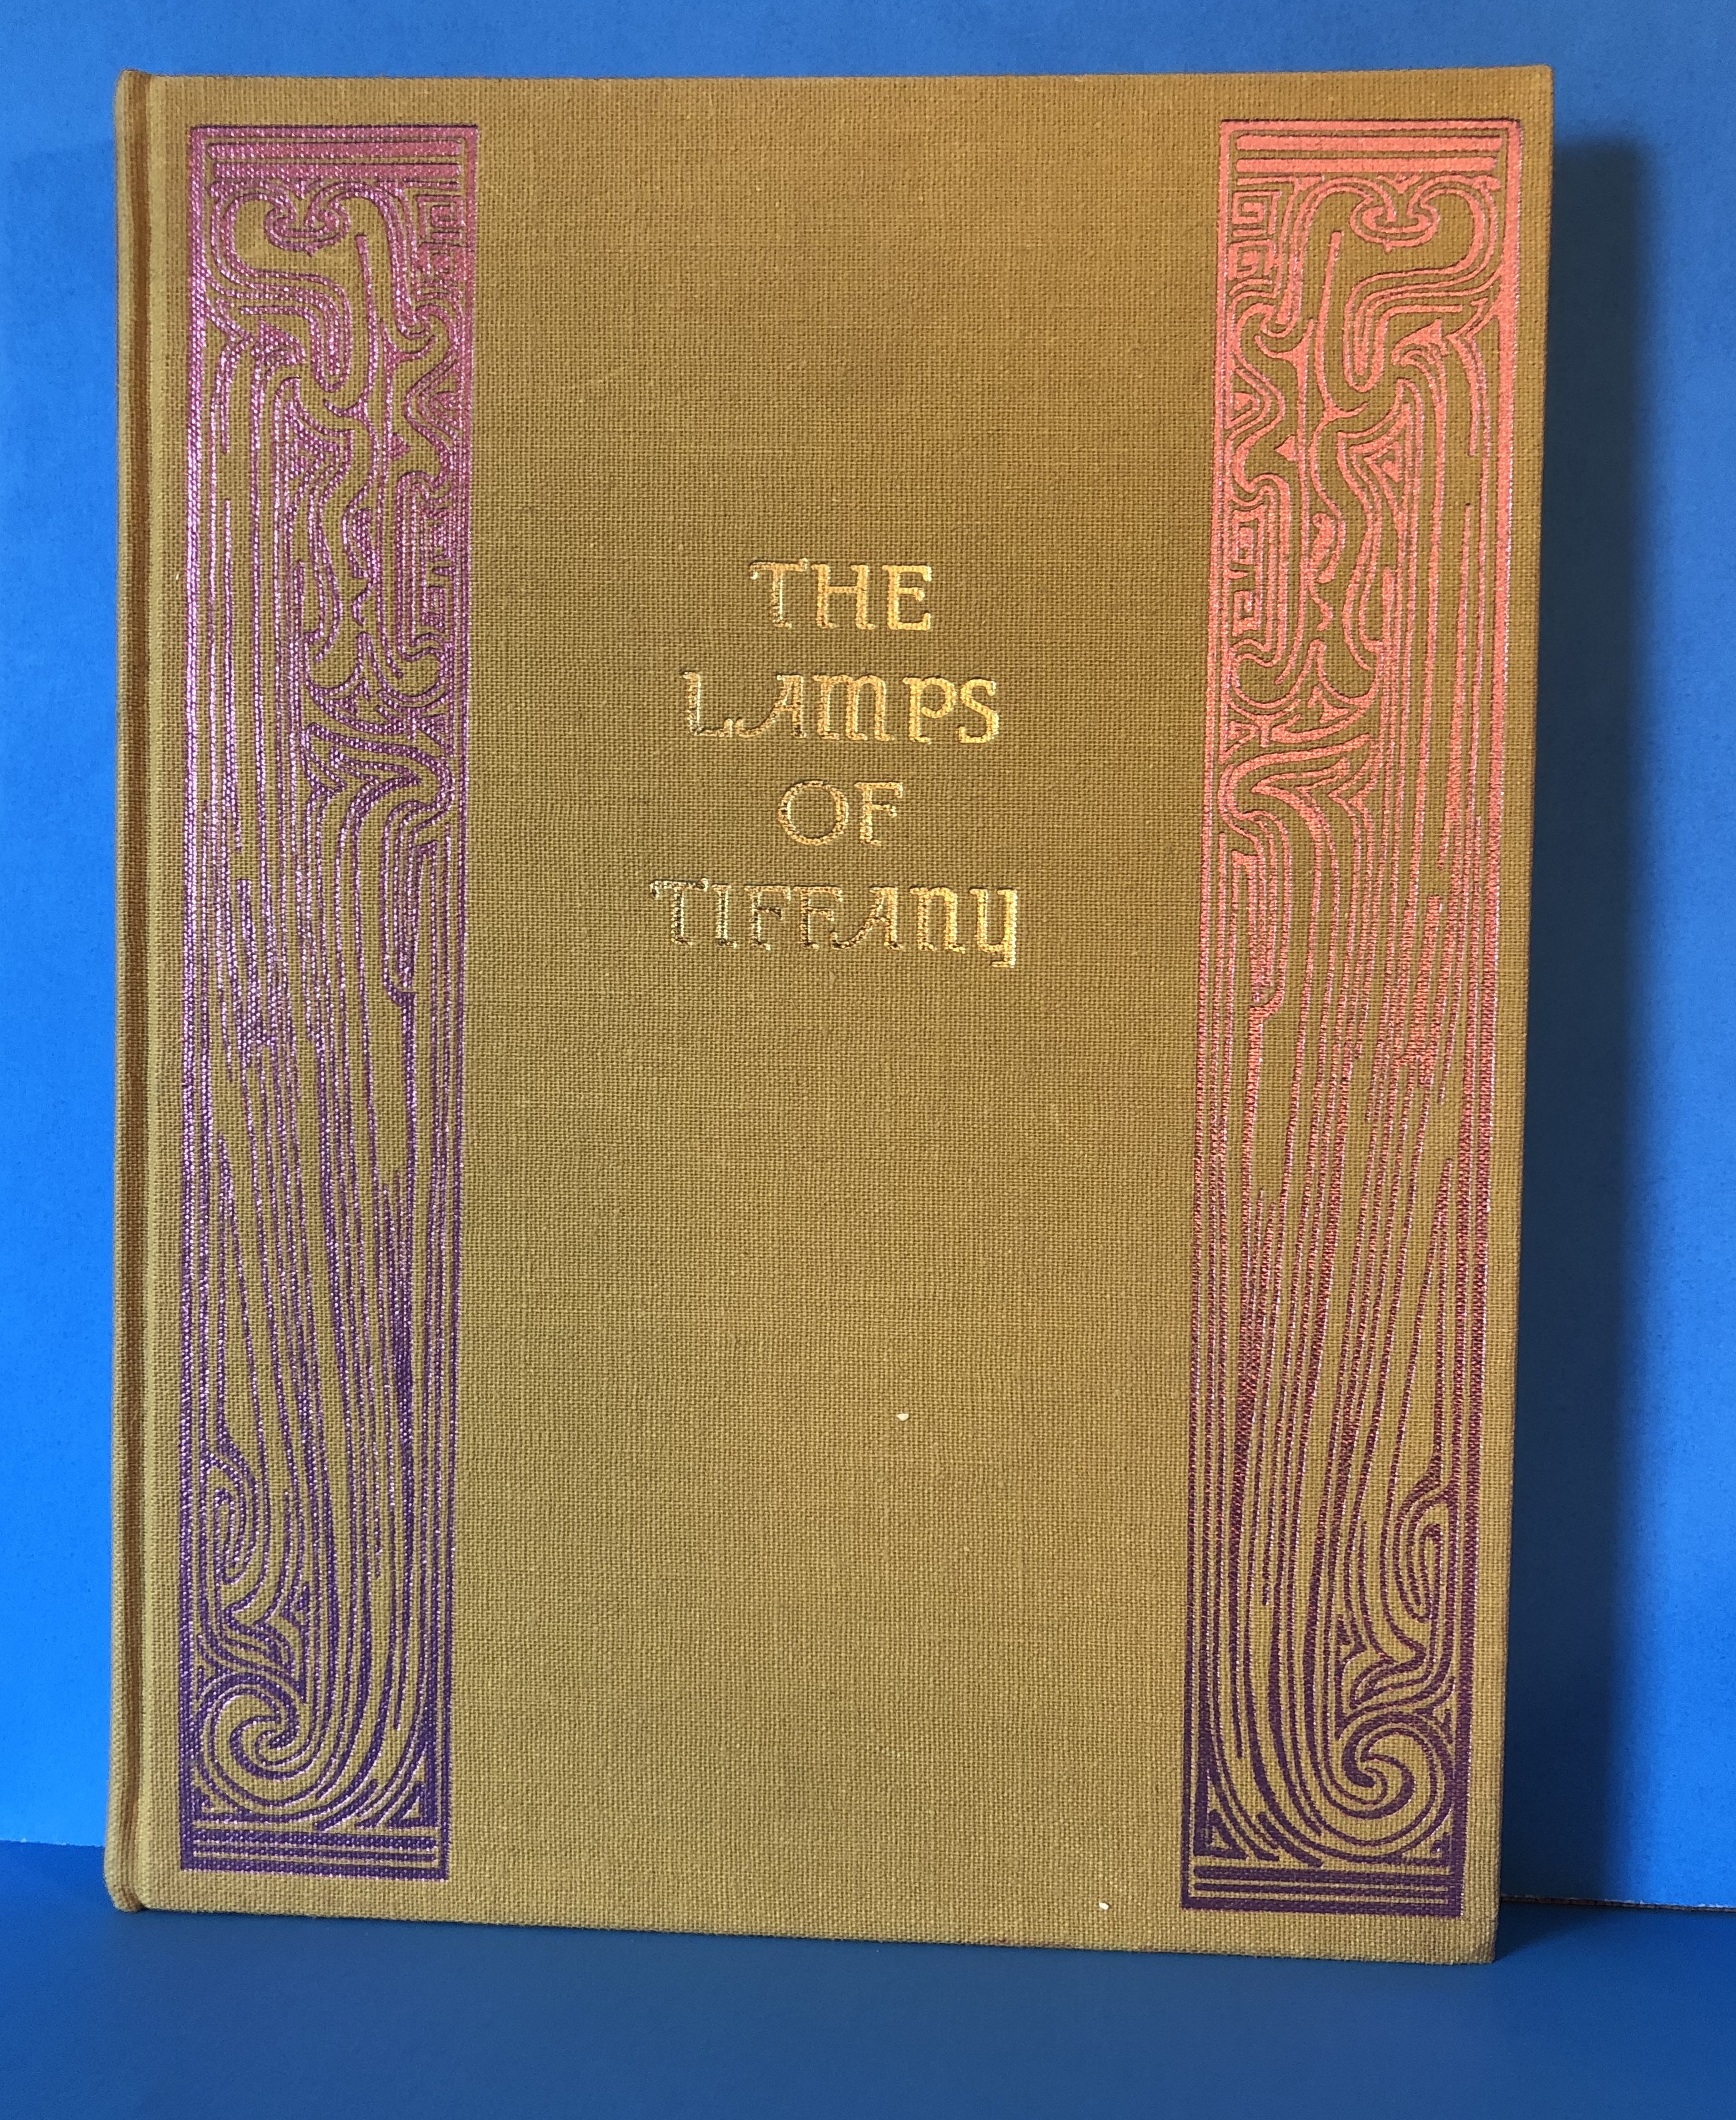 THE
LAMPS
OF
TIFFANY